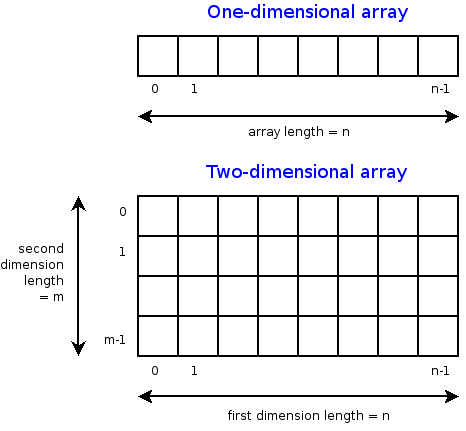 One-dimensional array
0 1 n-1
array length = n
Two-dimensional array
0
1
second
dimension
length
= m
m-1
0 1 n-1
first dimension length = n